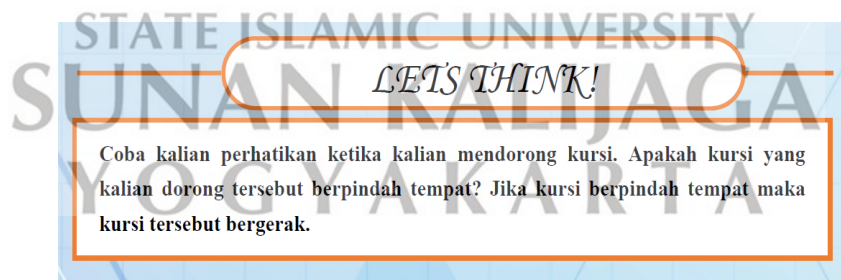 STATE ISLAMIC UNIVERSITY
SUNAN KALIJAGA
YOGYAKARTA
LETS THINK!
Coba kalian perhatikan ketika kalian mendorong kursi. Apakah kursi yang
kalian dorong tersebut berpindah tempat? Jika kursi berpindah tempat maka
kursi tersebut bergerak.